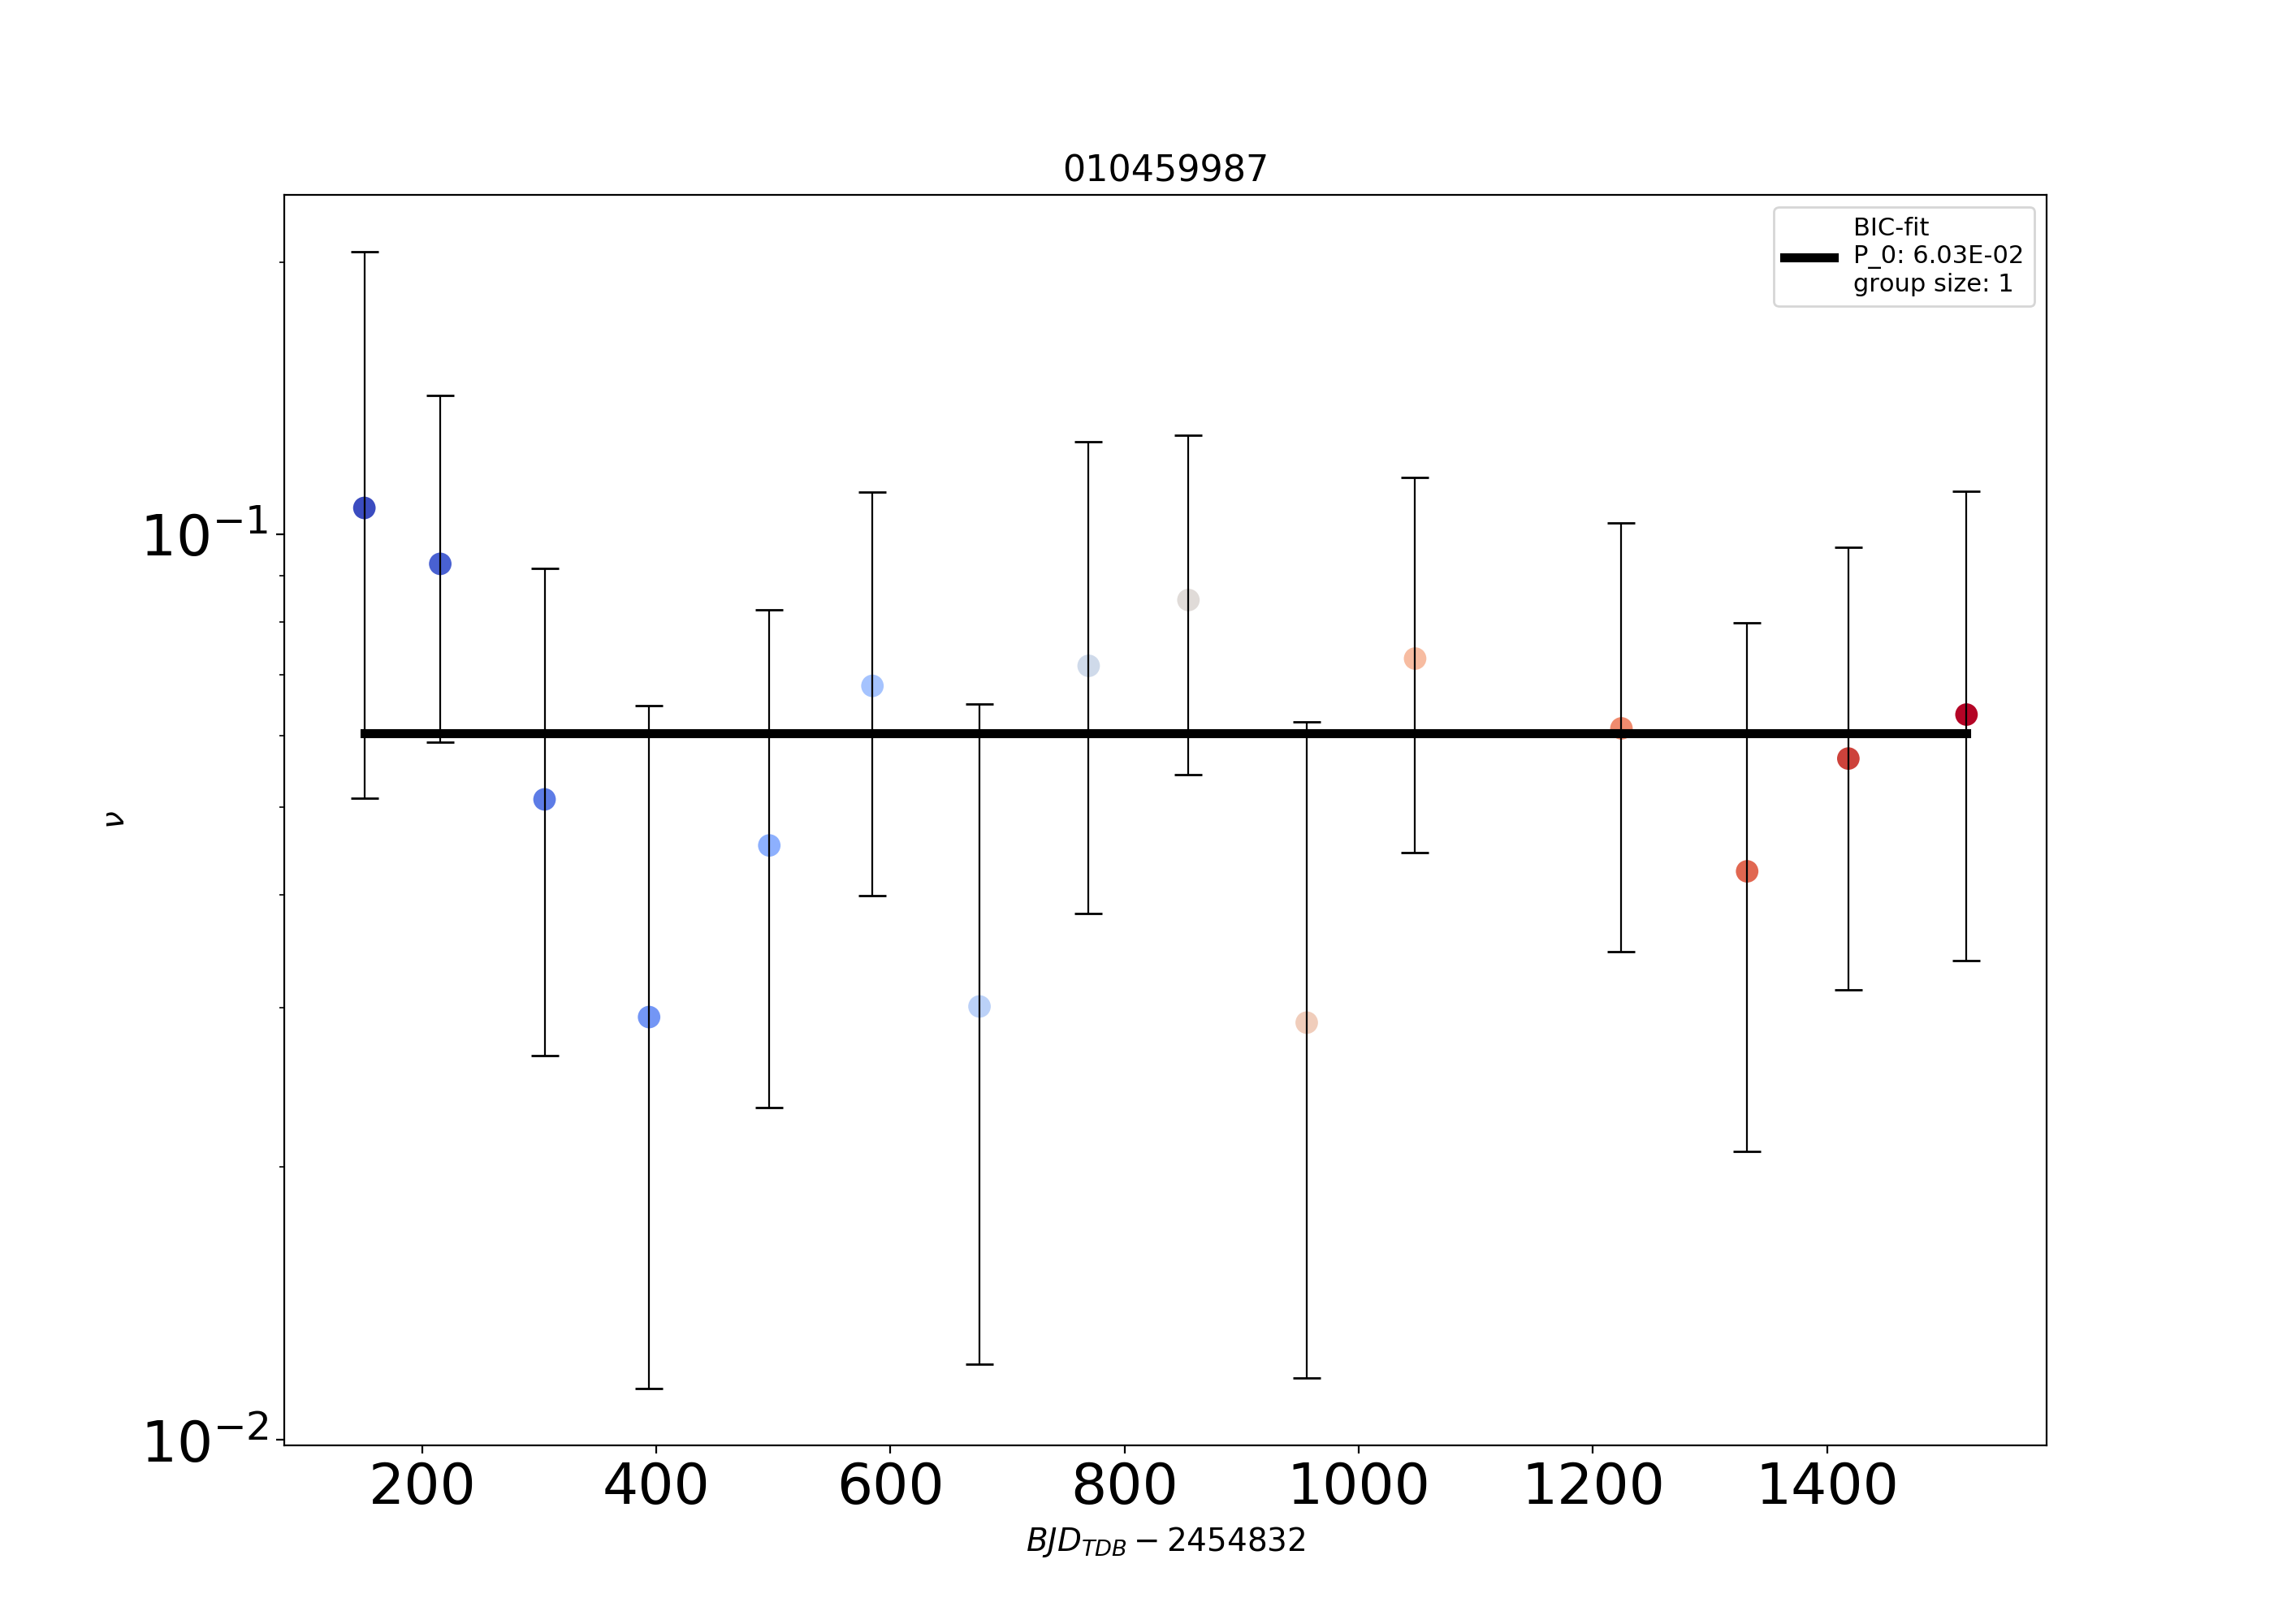 010459987
BIC-fit
P_0: 6.03E-02
group size: 1
10⁻¹
ν
10⁻²
200 400 600 800 1000 1200 1400
BJD_TDB − 2454832